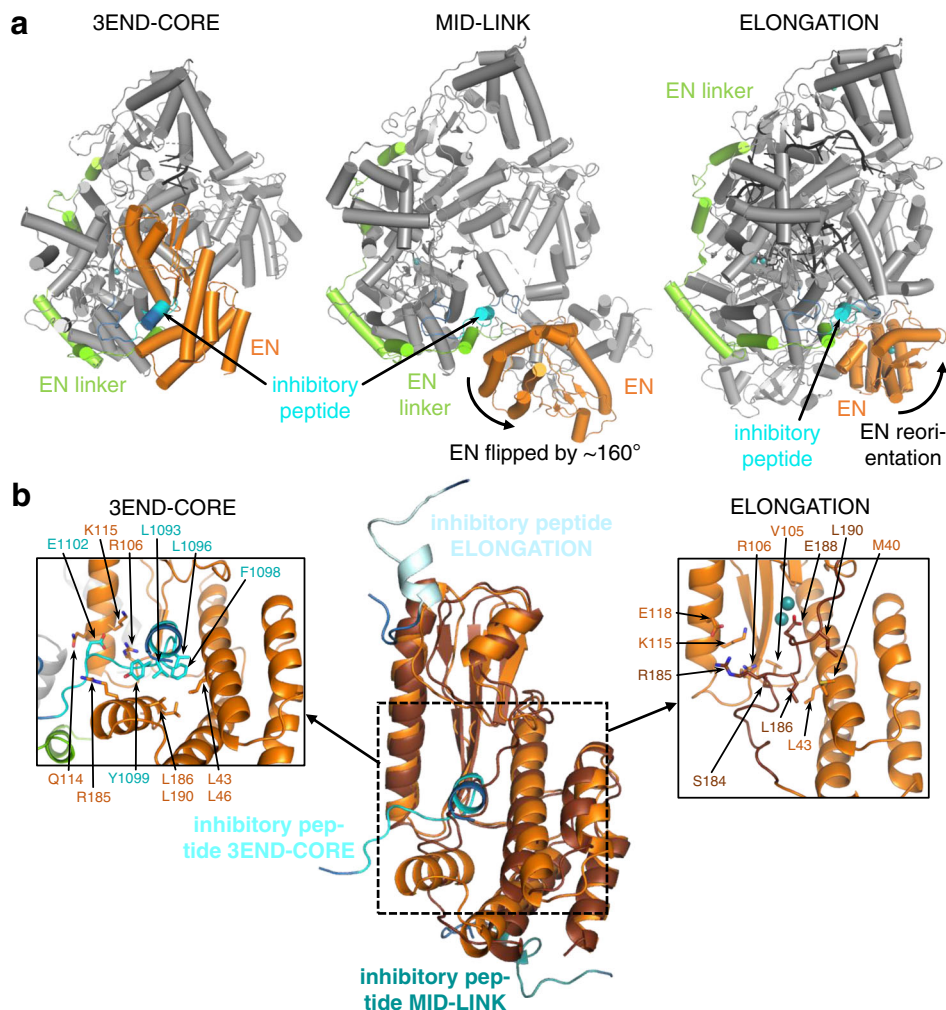 a
3END-CORE
MID-LINK
ELONGATION
EN linker
EN linker
inhibitory
peptide
EN
EN
linker
EN
EN flipped by ~160°
inhibitory
peptide
EN
EN reori-
entation
b
3END-CORE
K115
L1093
E1102
R106
L1096
F1098
Q114
Y1099
L186
L43
R185
L190
L46
inhibitory peptide
ELONGATION
inhibitory pep-
tide 3END-CORE
inhibitory pep-
tide MID-LINK
ELONGATION
V105
L190
R106
E188
M40
E118
K115
R185
L186
L43
S184